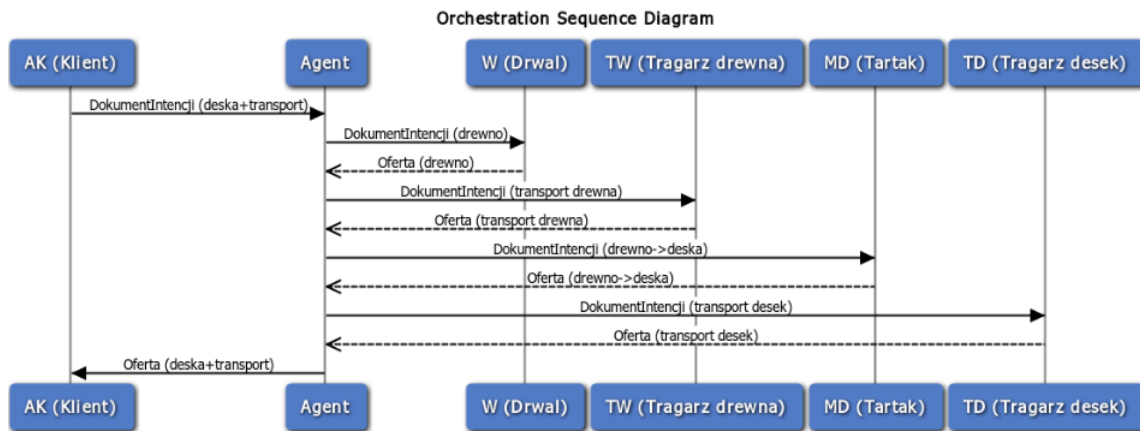 Orchestration Sequence Diagram
AK (Klient) Agent W (Drwal) TW (Tragarz drewna) MD (Tartak) TD (Tragarz desek)
DokumentIntencji (deska+transport)
DokumentIntencji (drewno)
Oferta (drewno)
DokumentIntencji (transport drewna)
Oferta (transport drewna)
DokumentIntencji (drewno->deska)
Oferta (drewno->deska)
DokumentIntencji (transport desek)
Oferta (transport desek)
Oferta (deska+transport)
AK (Klient) Agent W (Drwal) TW (Tragarz drewna) MD (Tartak) TD (Tragarz desek)